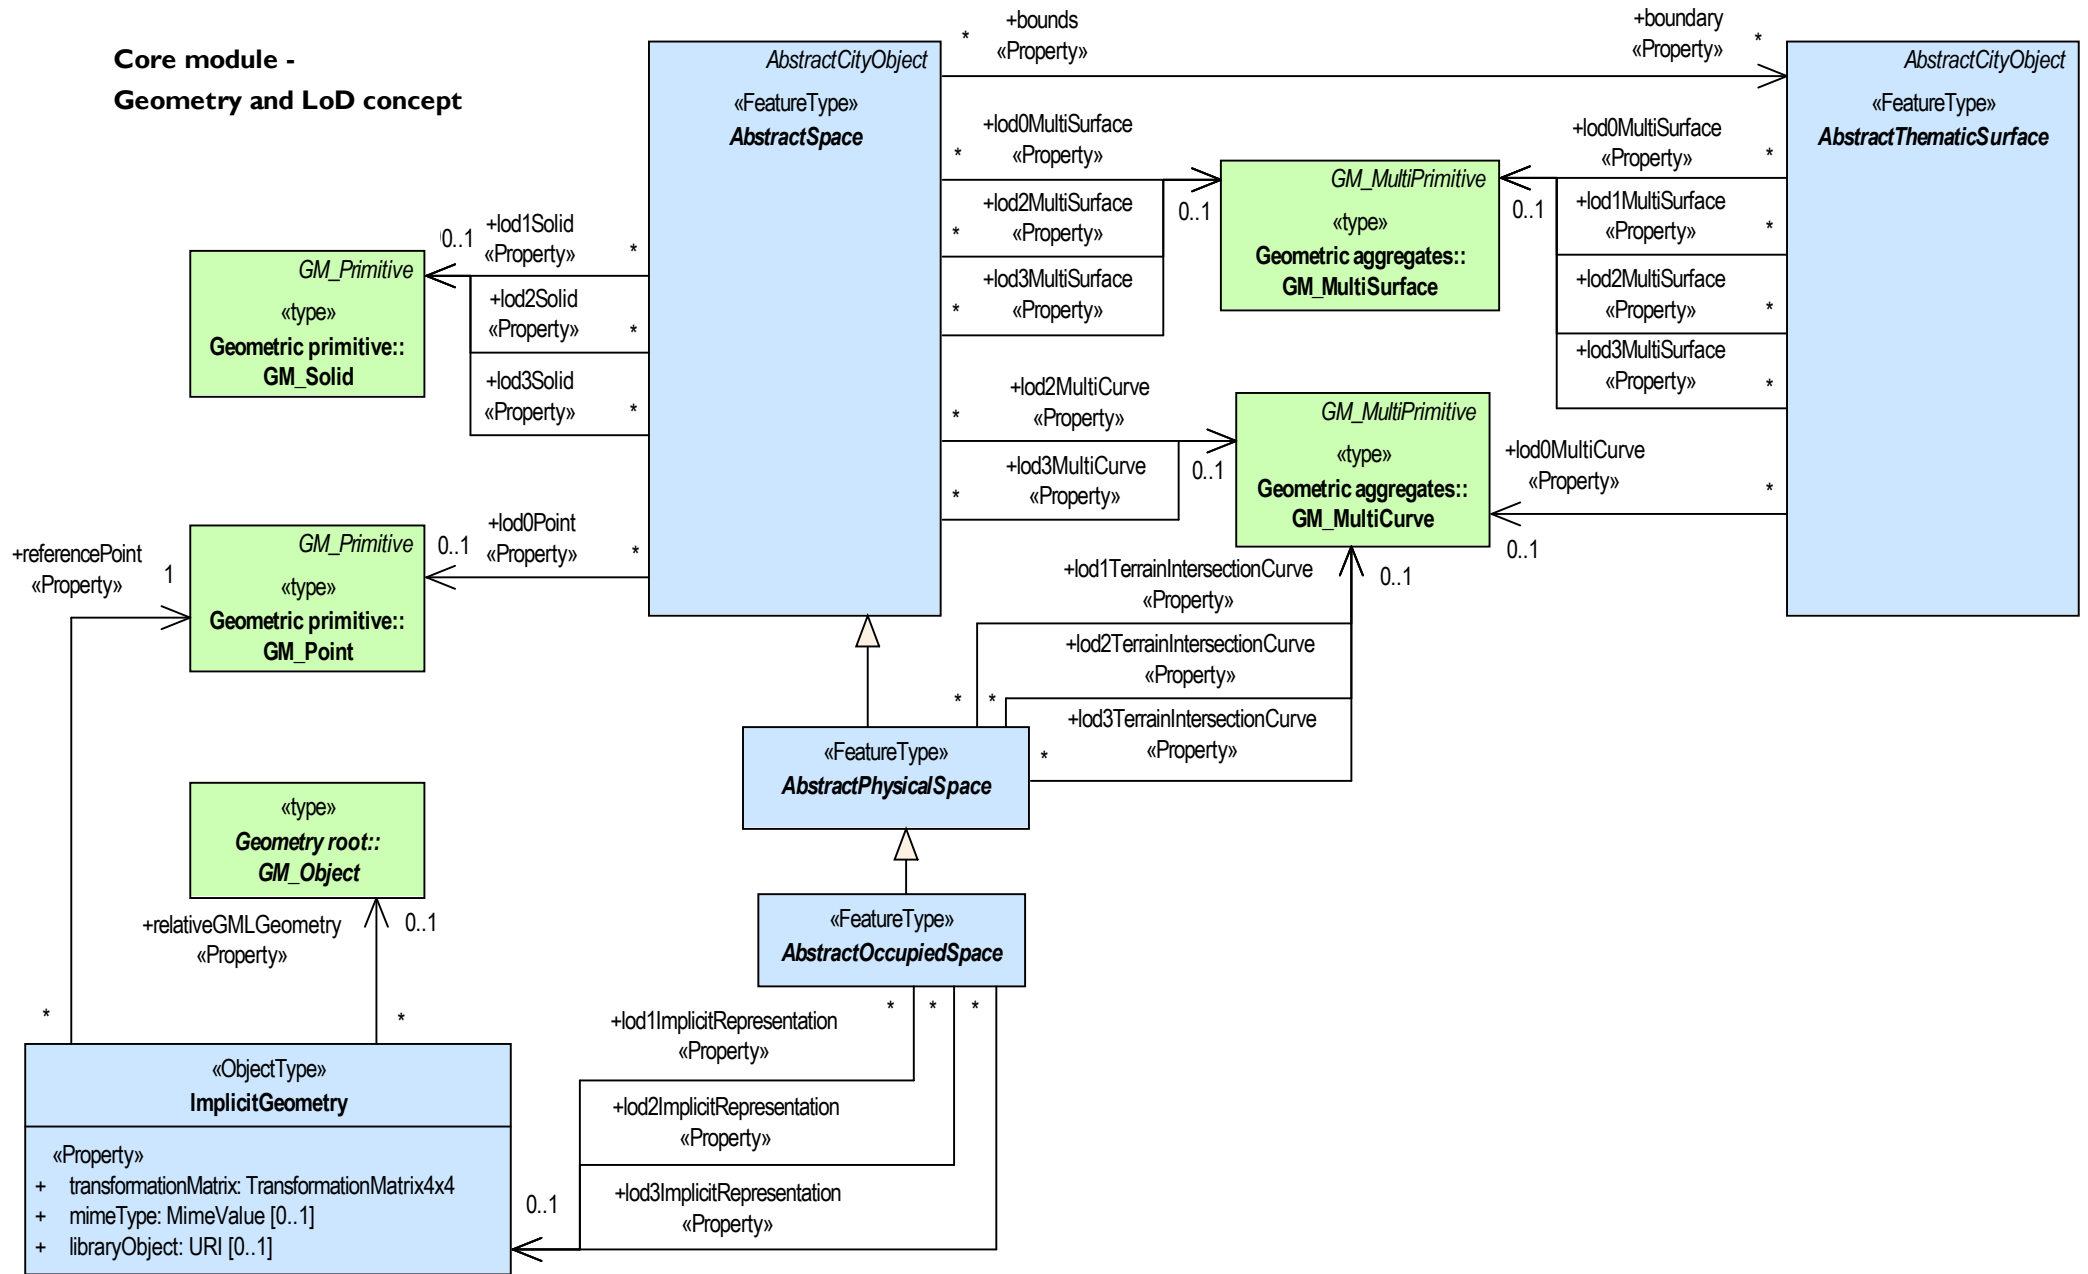 Core module -
Geometry and LoD concept
AbstractCityObject
«FeatureType»
AbstractSpace
+bounds
«Property»
*
+boundary
«Property»
*
AbstractCityObject
«FeatureType»
AbstractThematicSurface
+lod0MultiSurface
«Property»
*
+lod2MultiSurface
«Property»
*
+lod3MultiSurface
«Property»
*
0..1
GM_MultiPrimitive
«type»
Geometric aggregates::
GM_MultiSurface
0..1
+lod0MultiSurface
«Property»
*
+lod1MultiSurface
«Property»
*
+lod2MultiSurface
«Property»
*
+lod3MultiSurface
«Property»
*
0..1
+lod1Solid
«Property»
*
+lod2Solid
«Property»
*
+lod3Solid
«Property»
*
GM_Primitive
«type»
Geometric primitive::
GM_Solid
+lod2MultiCurve
«Property»
*
+lod3MultiCurve
«Property»
*
0..1
GM_MultiPrimitive
«type»
Geometric aggregates::
GM_MultiCurve
+lod0MultiCurve
«Property»
*
0..1
+referencePoint
«Property»
1
GM_Primitive
«type»
Geometric primitive::
GM_Point
0..1
+lod0Point
«Property»
*
+lod1TerrainIntersectionCurve
«Property»
0..1
+lod2TerrainIntersectionCurve
«Property»
* *
+lod3TerrainIntersectionCurve
«Property»
*
«FeatureType»
AbstractPhysicalSpace
«type»
Geometry root::
GM_Object
+relativeGMLGeometry
«Property»
0..1
«FeatureType»
AbstractOccupiedSpace
* * *
* *
+lod1ImplicitRepresentation
«Property»
+lod2ImplicitRepresentation
«Property»
+lod3ImplicitRepresentation
«Property»
0..1
«ObjectType»
ImplicitGeometry
«Property»
+ transformationMatrix: TransformationMatrix4x4
+ mimeType: MimeValue [0..1]
+ libraryObject: URI [0..1]